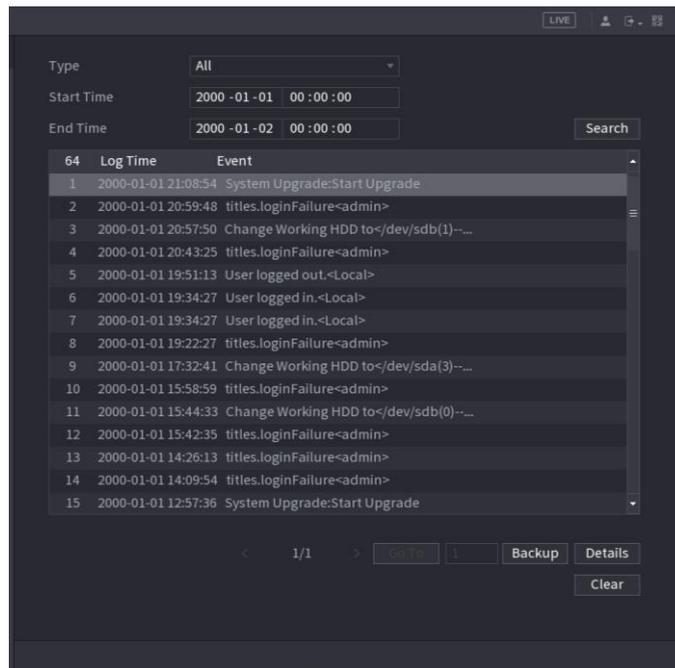 LIVE
Type All
Start Time 2000 -01 -01 00 :00 :00
End Time 2000 -01 -02 00 :00 :00 Search
64 Log Time Event
1 2000-01-01 21:08:54 System Upgrade:Start Upgrade
2 2000-01-01 20:59:48 titles.loginFailure<admin>
3 2000-01-01 20:57:50 Change Working HDD to</dev/sdb(1)--...
4 2000-01-01 20:43:25 titles.loginFailure<admin>
5 2000-01-01 19:51:13 User logged out.<Local>
6 2000-01-01 19:34:27 User logged in.<Local>
7 2000-01-01 19:34:27 User logged in.<Local>
8 2000-01-01 19:22:27 titles.loginFailure<admin>
9 2000-01-01 17:32:41 Change Working HDD to</dev/sda(3)--...
10 2000-01-01 15:58:59 titles.loginFailure<admin>
11 2000-01-01 15:44:33 Change Working HDD to</dev/sdb(0)--...
12 2000-01-01 15:42:35 titles.loginFailure<admin>
13 2000-01-01 14:26:13 titles.loginFailure<admin>
14 2000-01-01 14:09:54 titles.loginFailure<admin>
15 2000-01-01 12:57:36 System Upgrade:Start Upgrade
< 1/1 > Go To 1 Backup Details
Clear